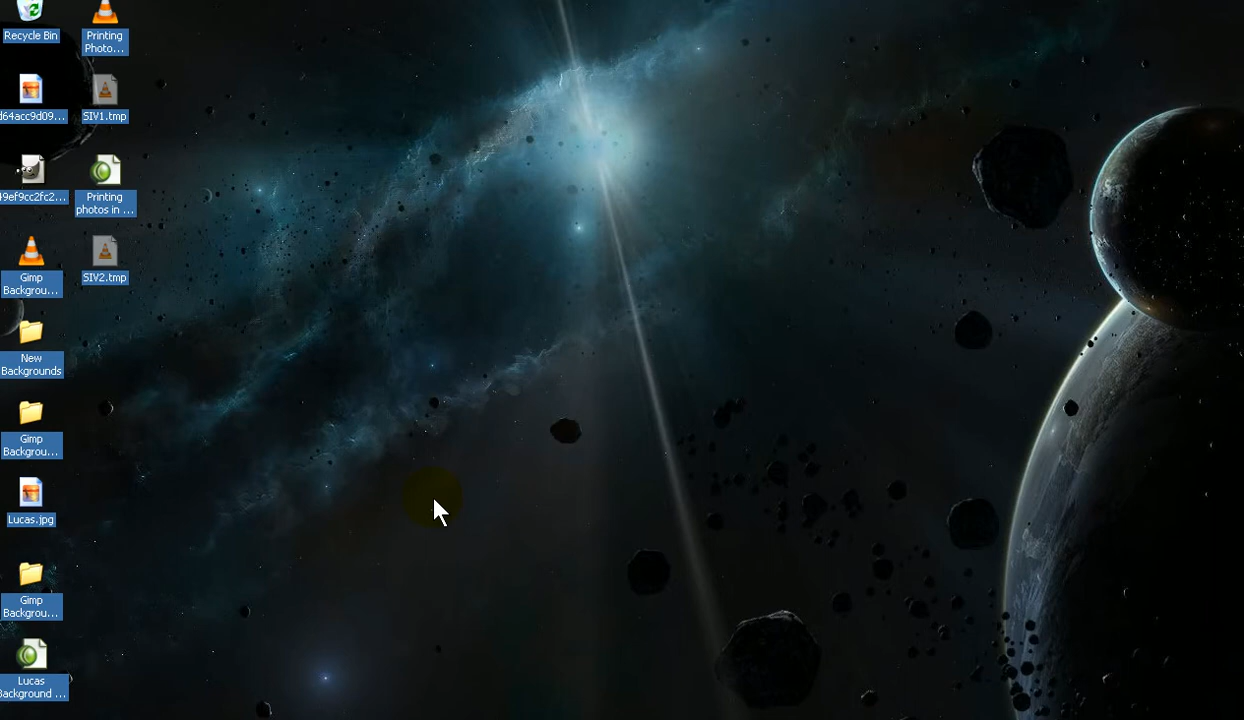 Recycle Bin
d64acc9d09...
49ef9cc2fc2...
Gimp
Backgrou...
New
Backgrounds
Gimp
Backgrou...
Lucas.jpg
Gimp
Backgrou...
Lucas
Background ...
Printing
Photo...
SIV1.tmp
Printing
photos in ...
SIV2.tmp